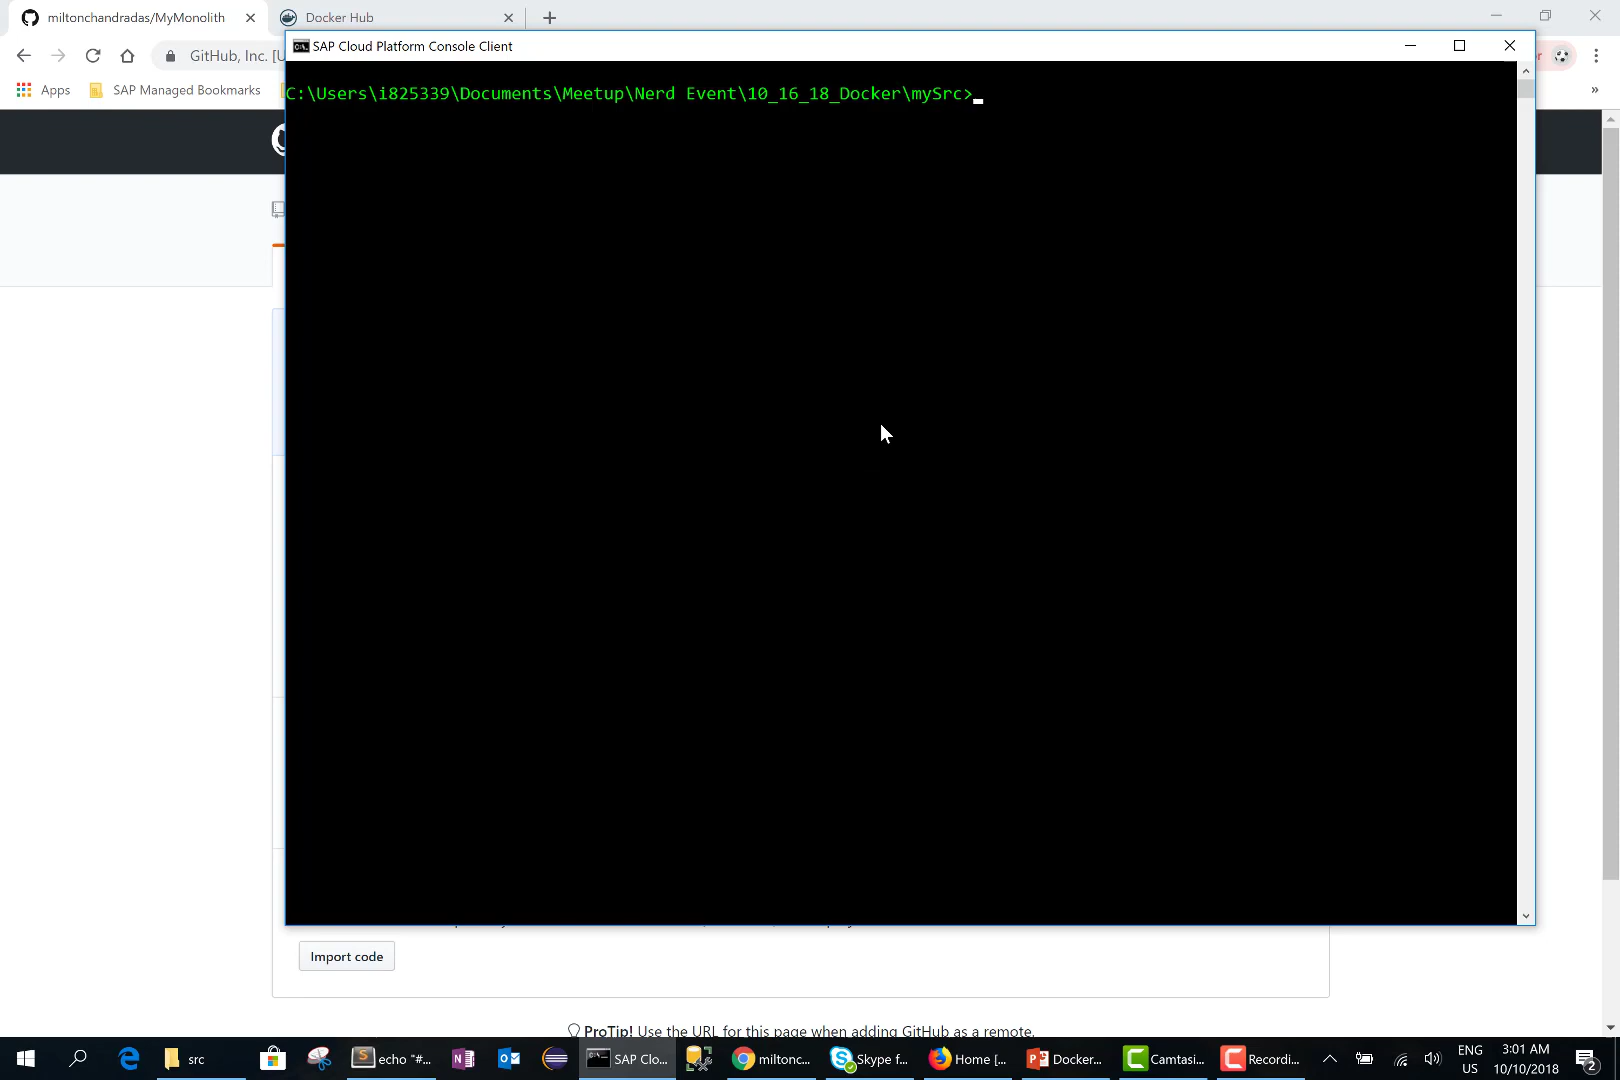 miltonchandradas/MyMonolith
Docker Hub
GitHub, Inc. [U
SAP Cloud Platform Console Client
Apps
SAP Managed Bookmarks
»
C:\Users\i825339\Documents\Meetup\Nerd Event\10_16_18_Docker\mySrc>
Import code
ProTip! Use the URL for this page when adding GitHub as a remote.
src
echo "#...
SAP Clo...
miltonc...
Skype f...
Home [...
Docker...
Camtasi...
Recordi...
ENG
US
3:01 AM
10/10/2018
2